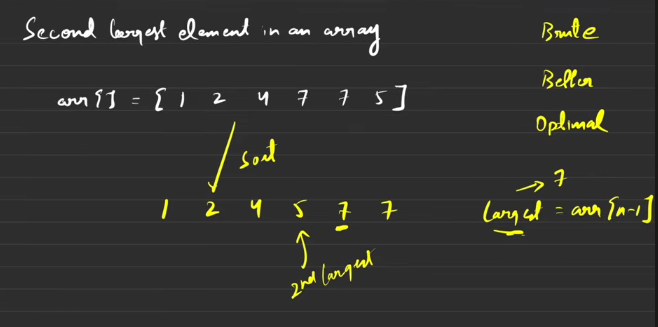 Second largest element in an array
Brute
Better
Optimal
arr[] = [ 1 2 4 7 7 5 ]
sort
1 2 4 5 7 7
2nd largest
7
largest = arr[n-1]